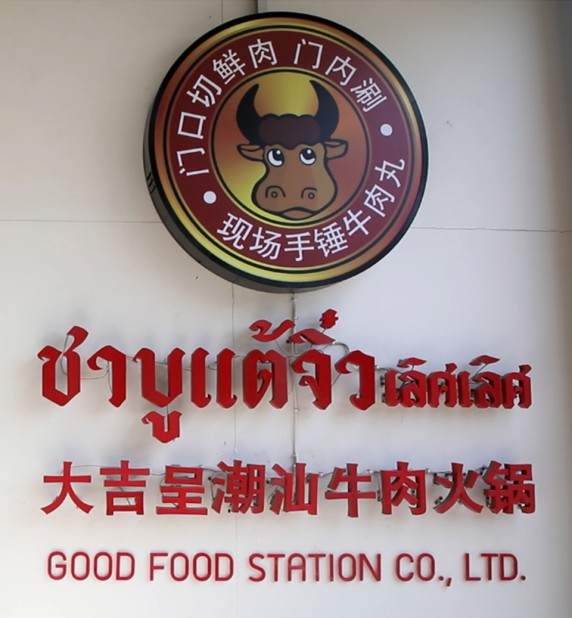 门口切鲜肉 门内涮
现场手锤牛肉丸
ชาบูแต้จิ๋ว เลิศเลิศ
大吉呈潮汕牛肉火锅
GOOD FOOD STATION CO., LTD.